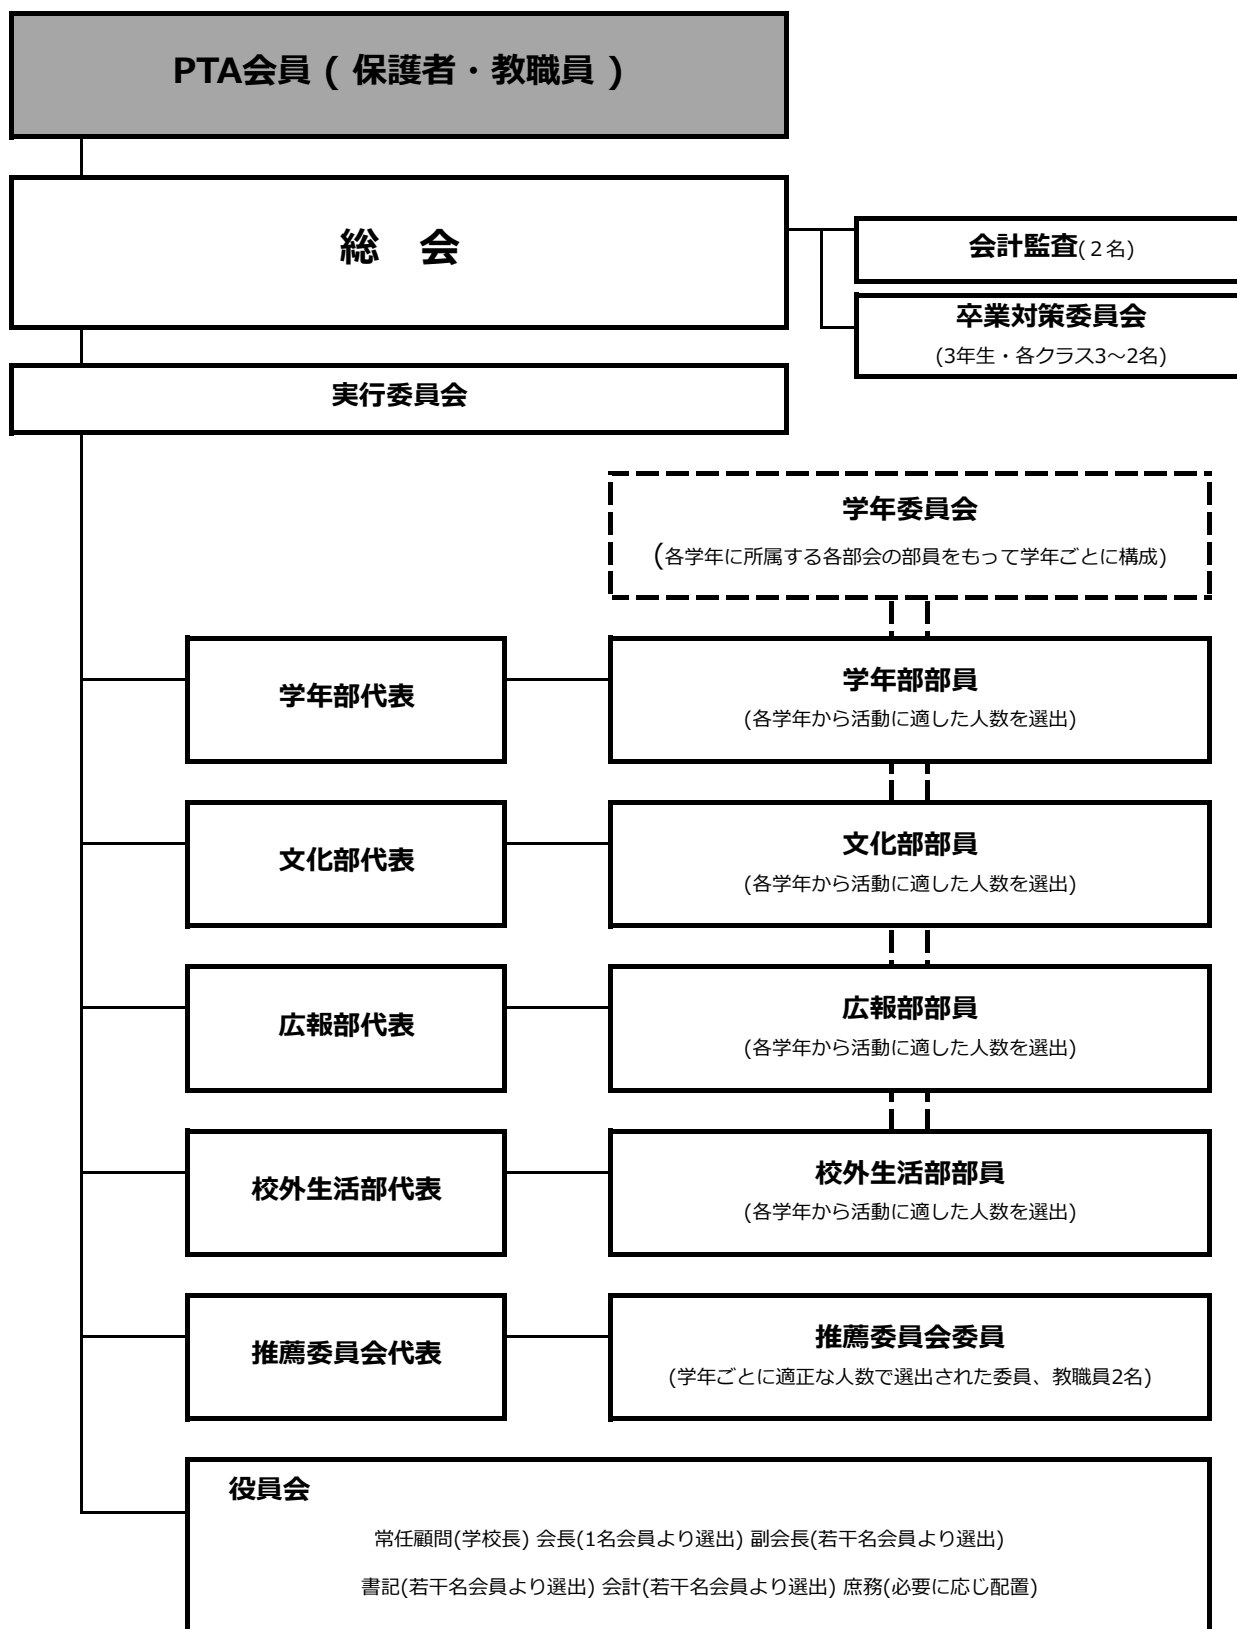 PTA会員 ( 保護者・教職員 )
総　会
会計監査(２名)
卒業対策委員会
(3年生・各クラス3～2名)
実行委員会
学年委員会
(各学年に所属する各部会の部員をもって学年ごとに構成)
学年部代表
学年部部員
(各学年から活動に適した人数を選出)
文化部代表
文化部部員
(各学年から活動に適した人数を選出)
広報部代表
広報部部員
(各学年から活動に適した人数を選出)
校外生活部代表
校外生活部部員
(各学年から活動に適した人数を選出)
推薦委員会代表
推薦委員会委員
(学年ごとに適正な人数で選出された委員、教職員2名)
役員会
常任顧問(学校長) 会長(1名会員より選出) 副会長(若干名会員より選出)
書記(若干名会員より選出) 会計(若干名会員より選出) 庶務(必要に応じ配置)